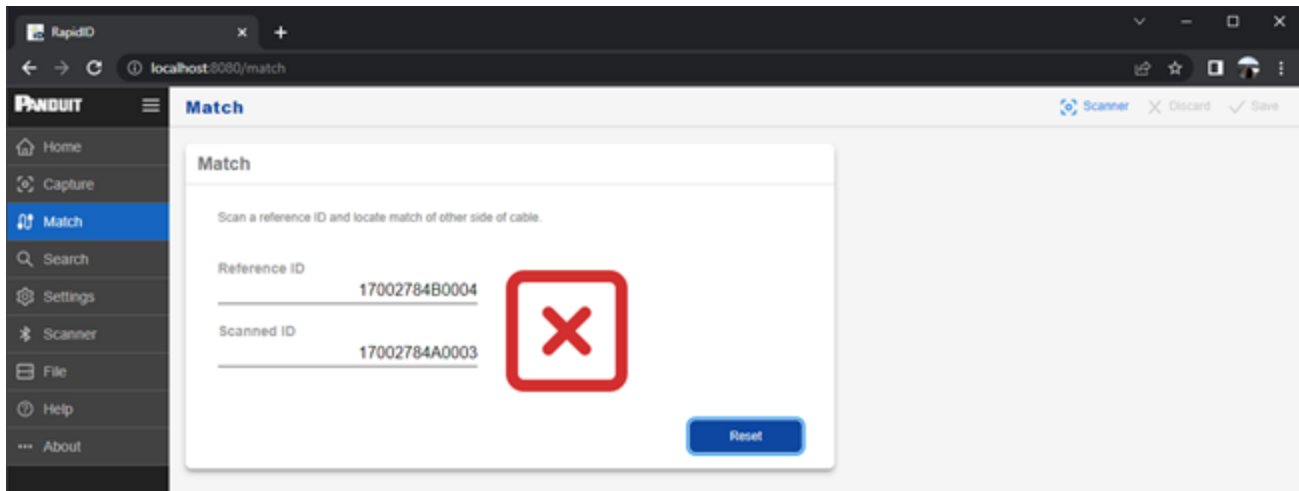 RapidID
localhost:8080/match
PANDUIT
Match
Scanner
Discard
Save
Home
Capture
Match
Search
Settings
Scanner
File
Help
About
Match
Scan a reference ID and locate match of other side of cable.
Reference ID
17002784B0004
Scanned ID
17002784A0003
Reset